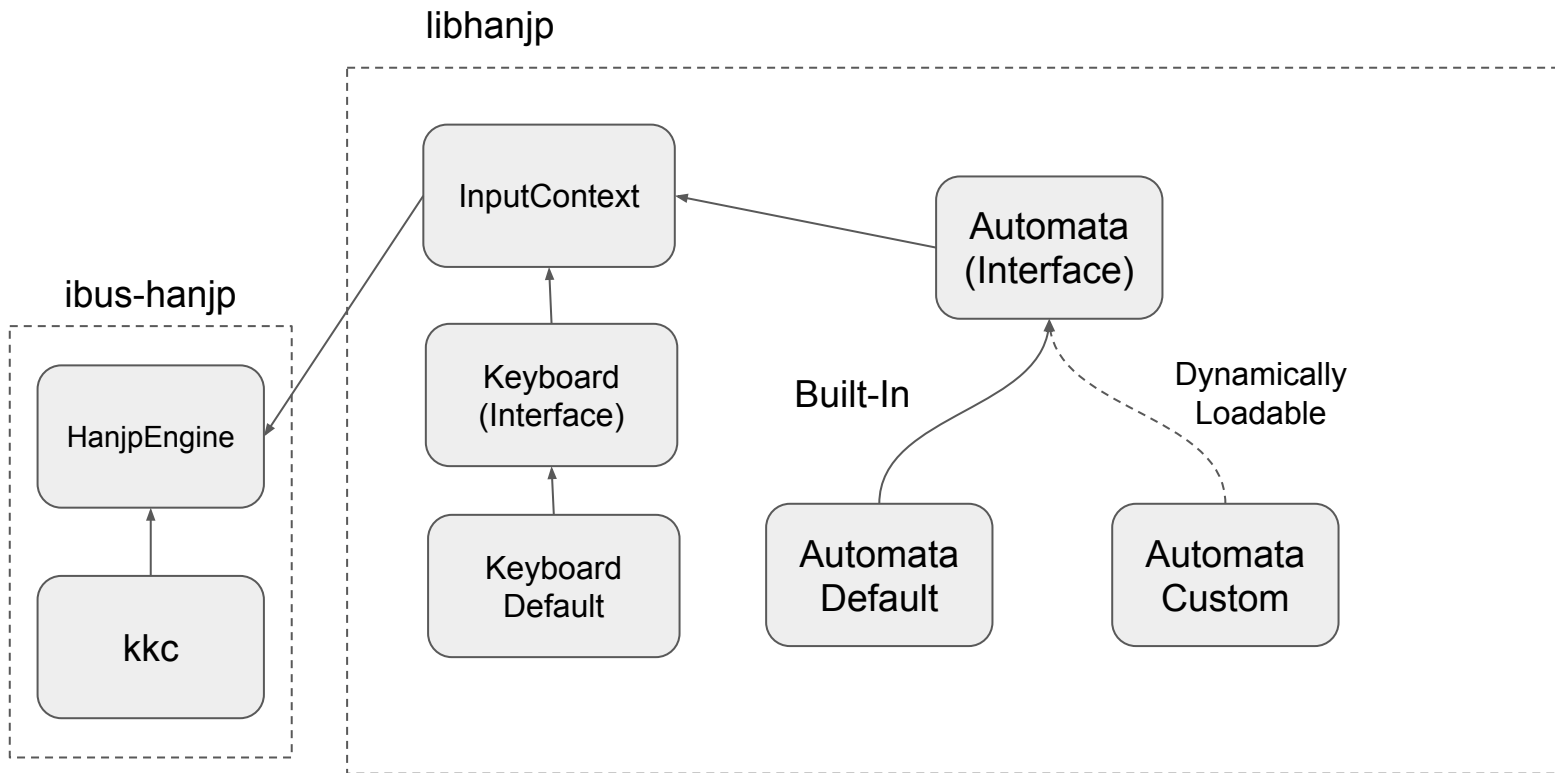 libhanjp
InputContext
Automata
(Interface)
ibus-hanjp
HanjpEngine
Keyboard
(Interface)
Built-In
Dynamically
Loadable
Keyboard
Default
Automata
Default
Automata
Custom
kkc